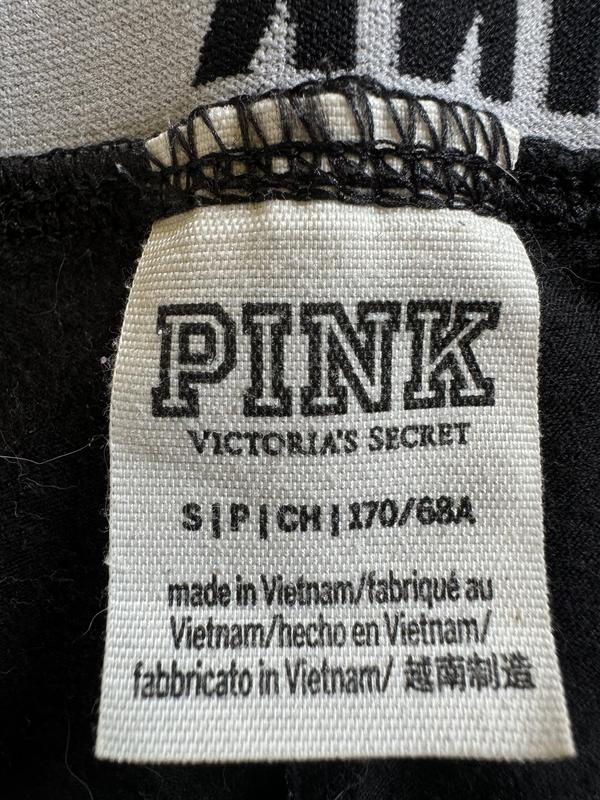 PINK
VICTORIA'S SECRET
S | P | CH | 170/68A
made in Vietnam/fabriqué au
Vietnam/hecho en Vietnam/
fabbricato in Vietnam/ 越南制造